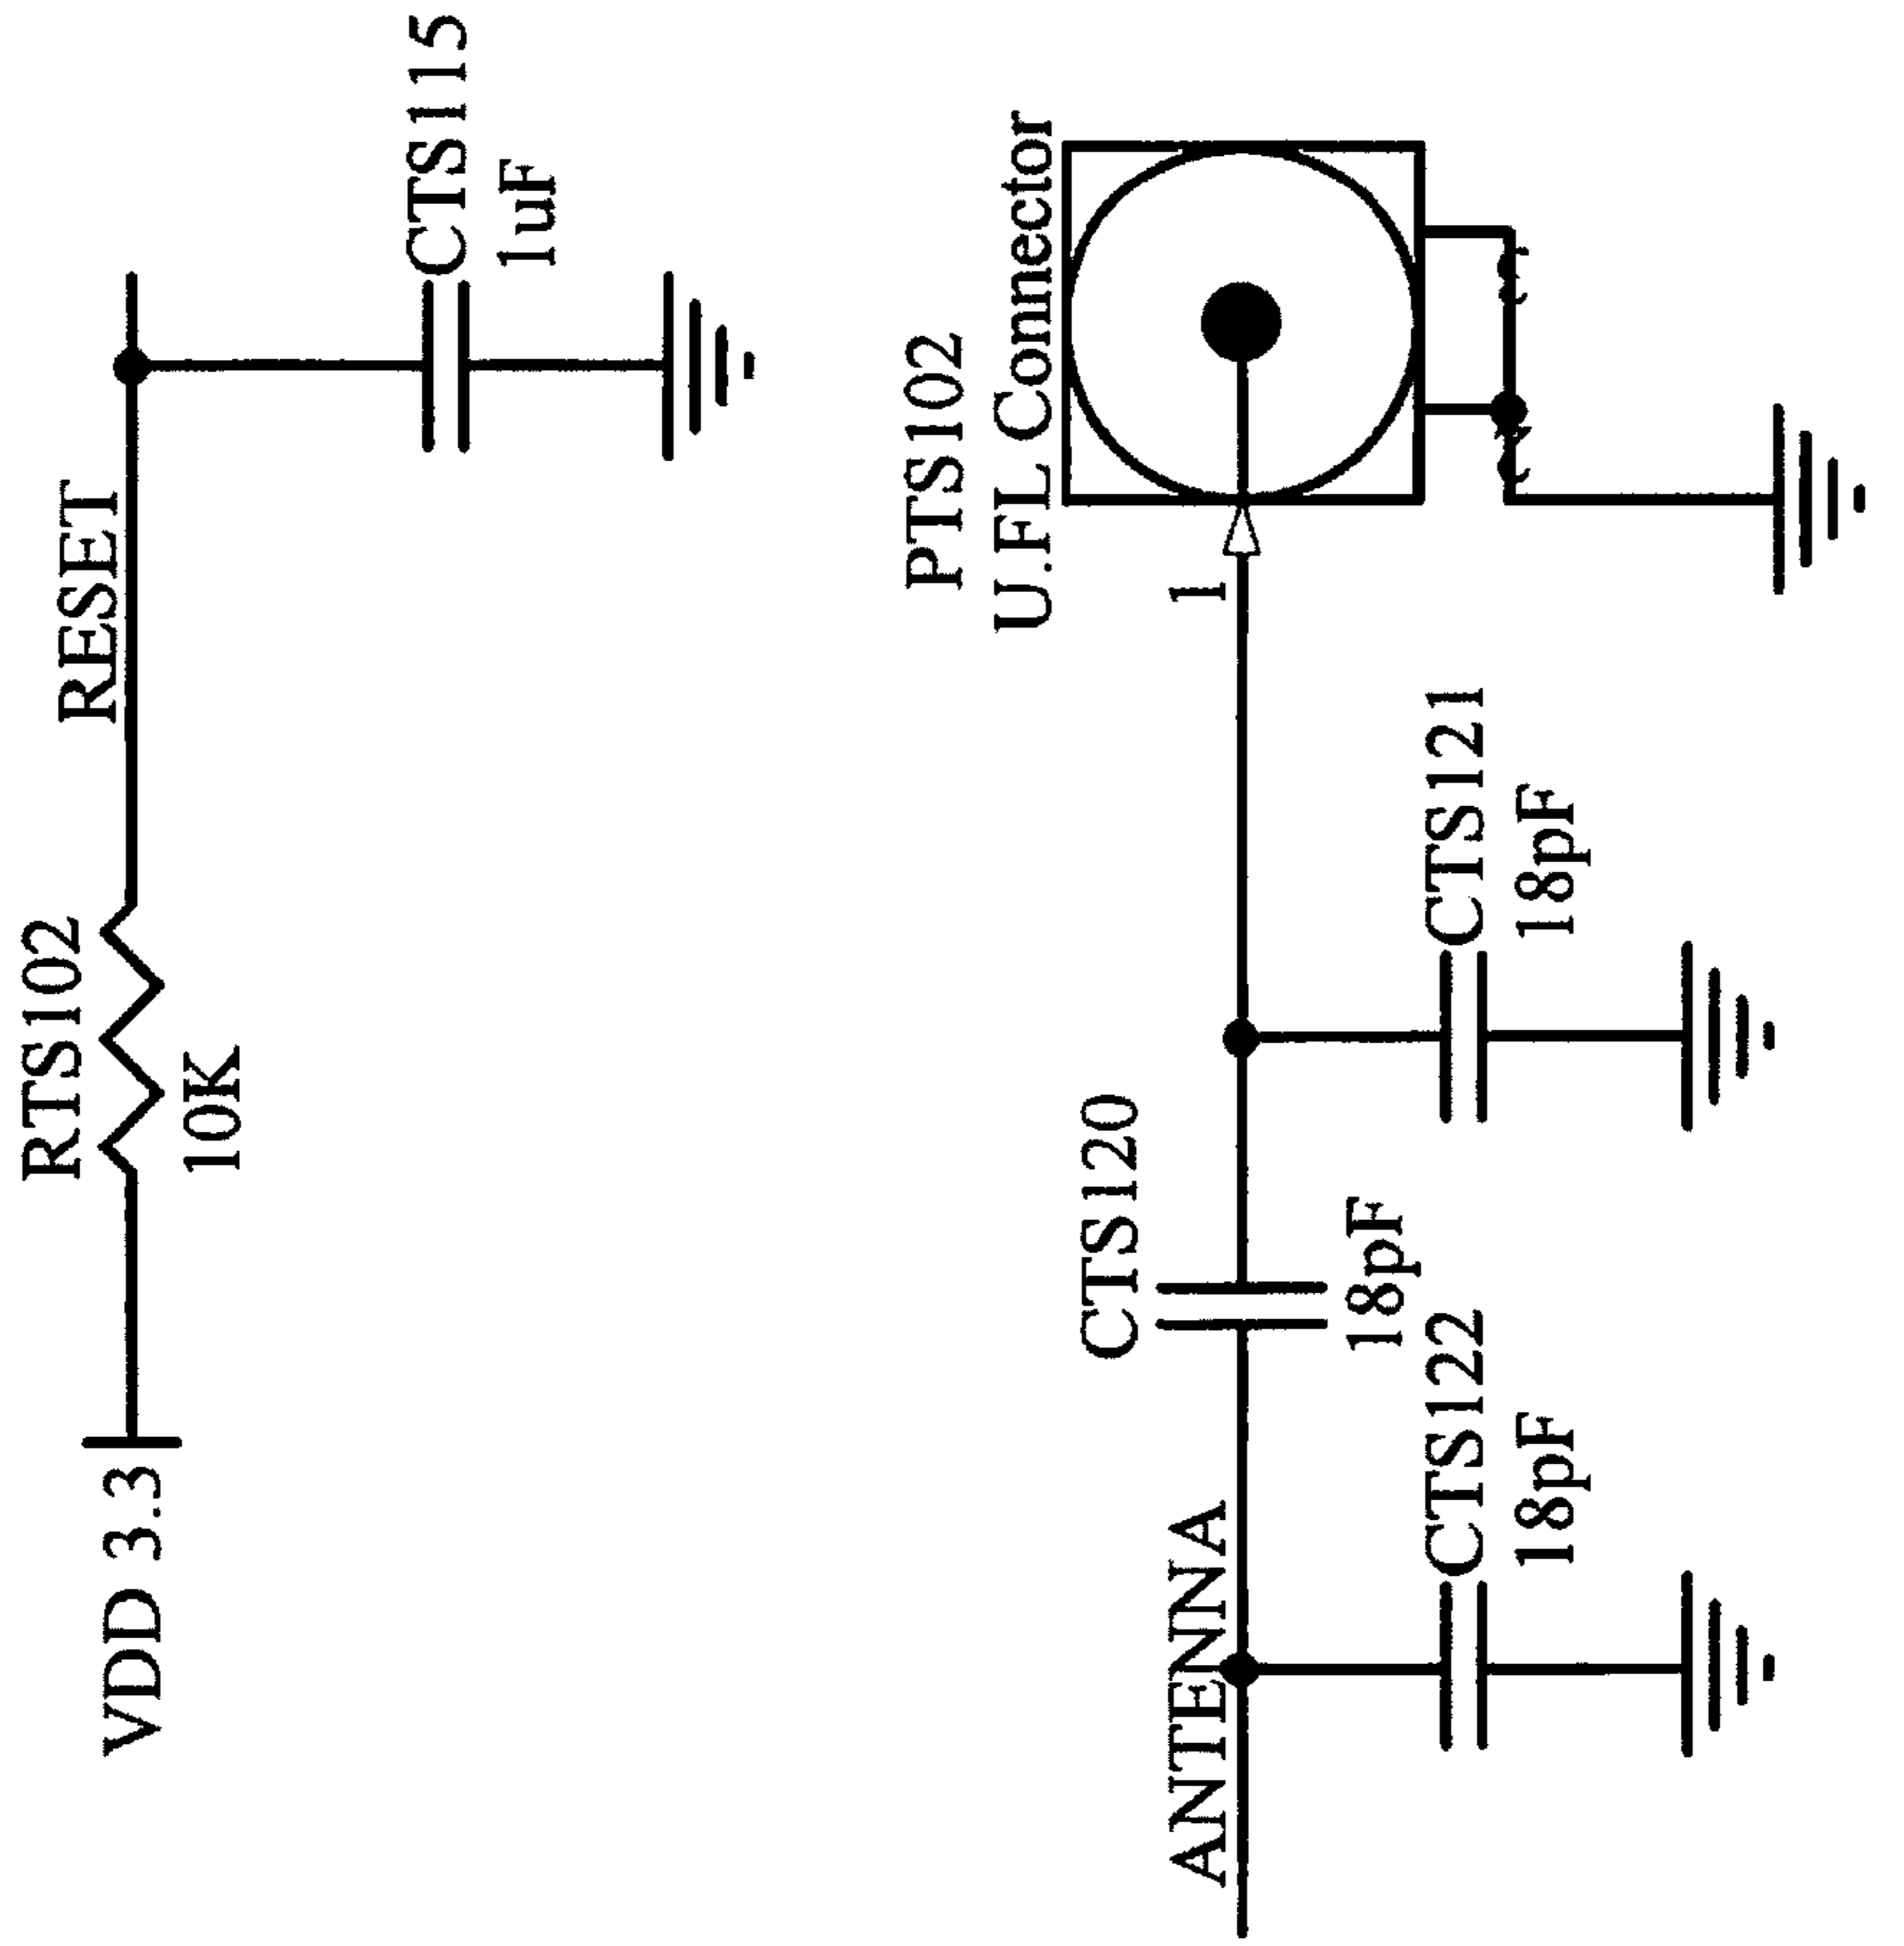 RTS102
RESET
VDD 3.3
10K
CTS115
1uF
PTS102
U.FL Connector
CTS120
ANTENNA
1
18pF
CTS122
18pF
CTS121
18pF